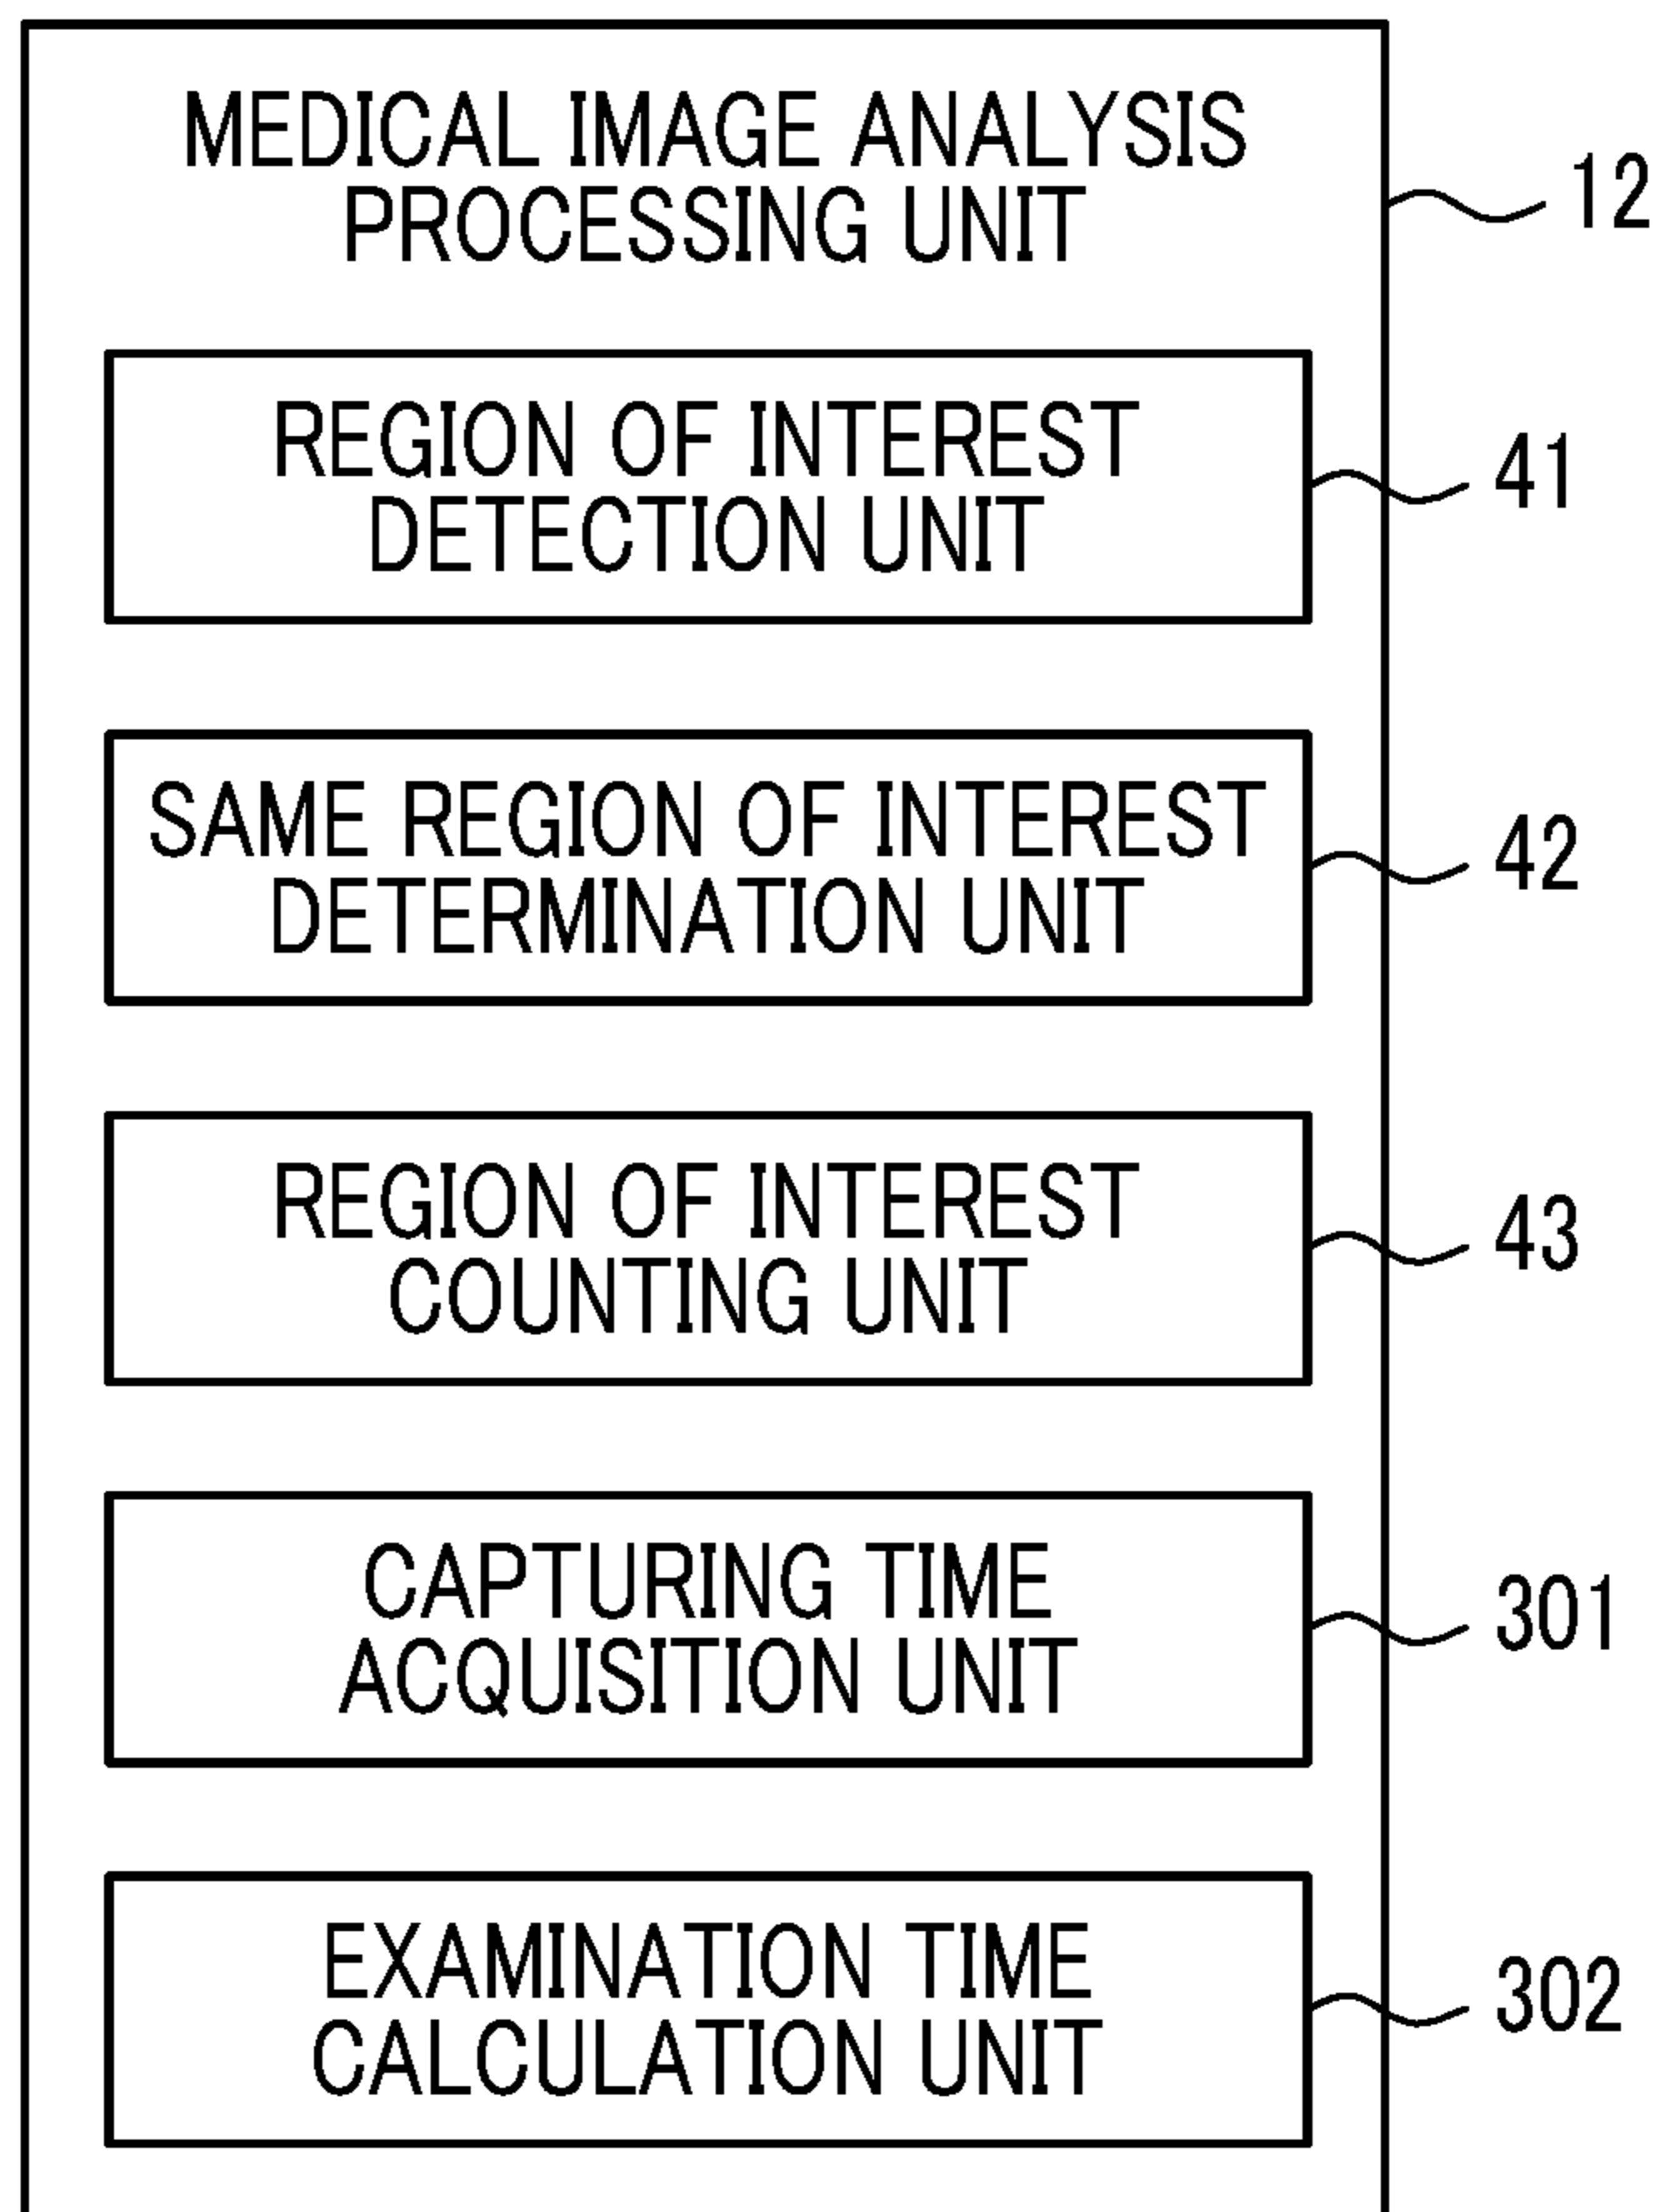 MEDICAL IMAGE ANALYSIS
PROCESSING UNIT
12
REGION OF INTEREST
DETECTION UNIT
41
SAME REGION OF INTEREST
DETERMINATION UNIT
42
REGION OF INTEREST
COUNTING UNIT
43
CAPTURING TIME
ACQUISITION UNIT
301
EXAMINATION TIME
CALCULATION UNIT
302